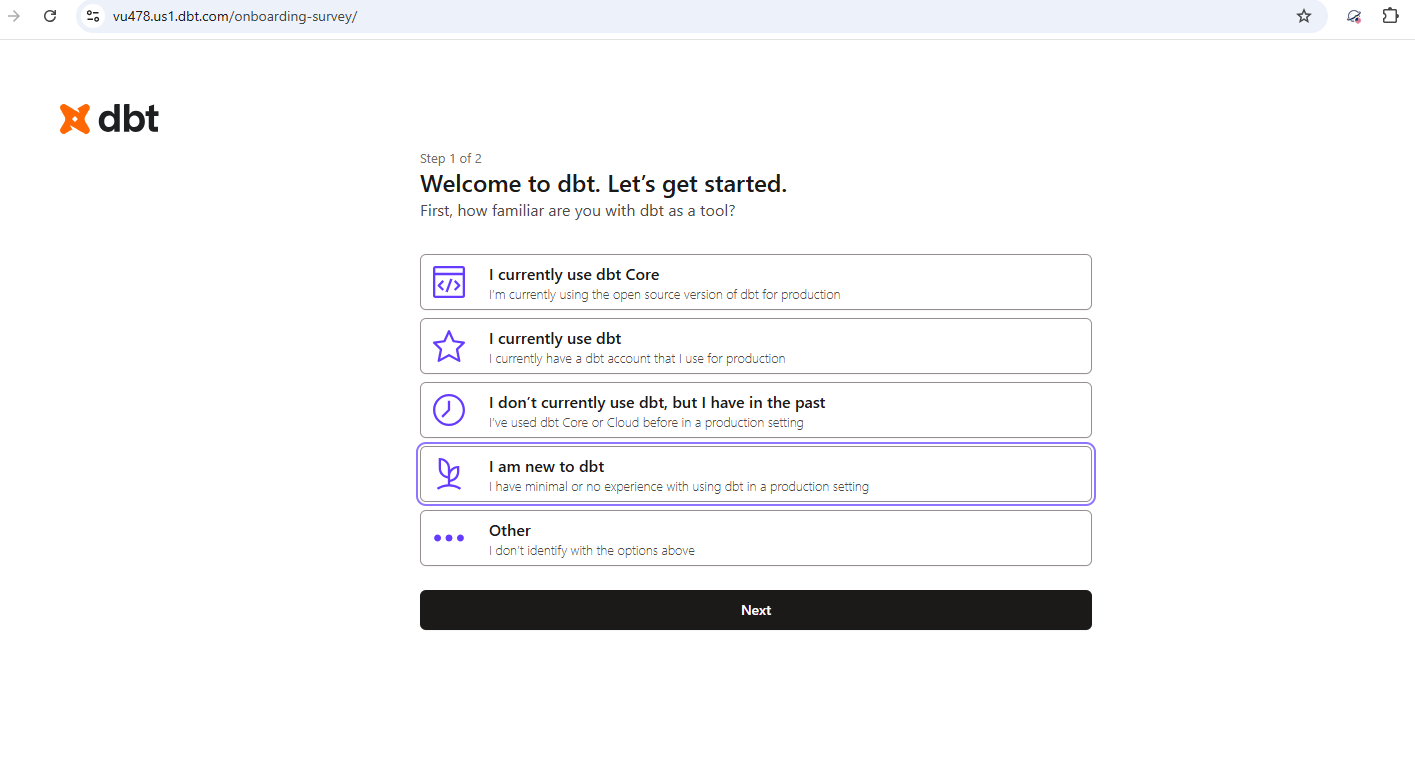 vu478.us1.dbt.com/onboarding-survey/
dbt
Step 1 of 2
Welcome to dbt. Let’s get started.
First, how familiar are you with dbt as a tool?
I currently use dbt Core
I’m currently using the open source version of dbt for production
I currently use dbt
I currently have a dbt account that I use for production
I don’t currently use dbt, but I have in the past
I’ve used dbt Core or Cloud before in a production setting
I am new to dbt
I have minimal or no experience with using dbt in a production setting
Other
I don’t identify with the options above
Next